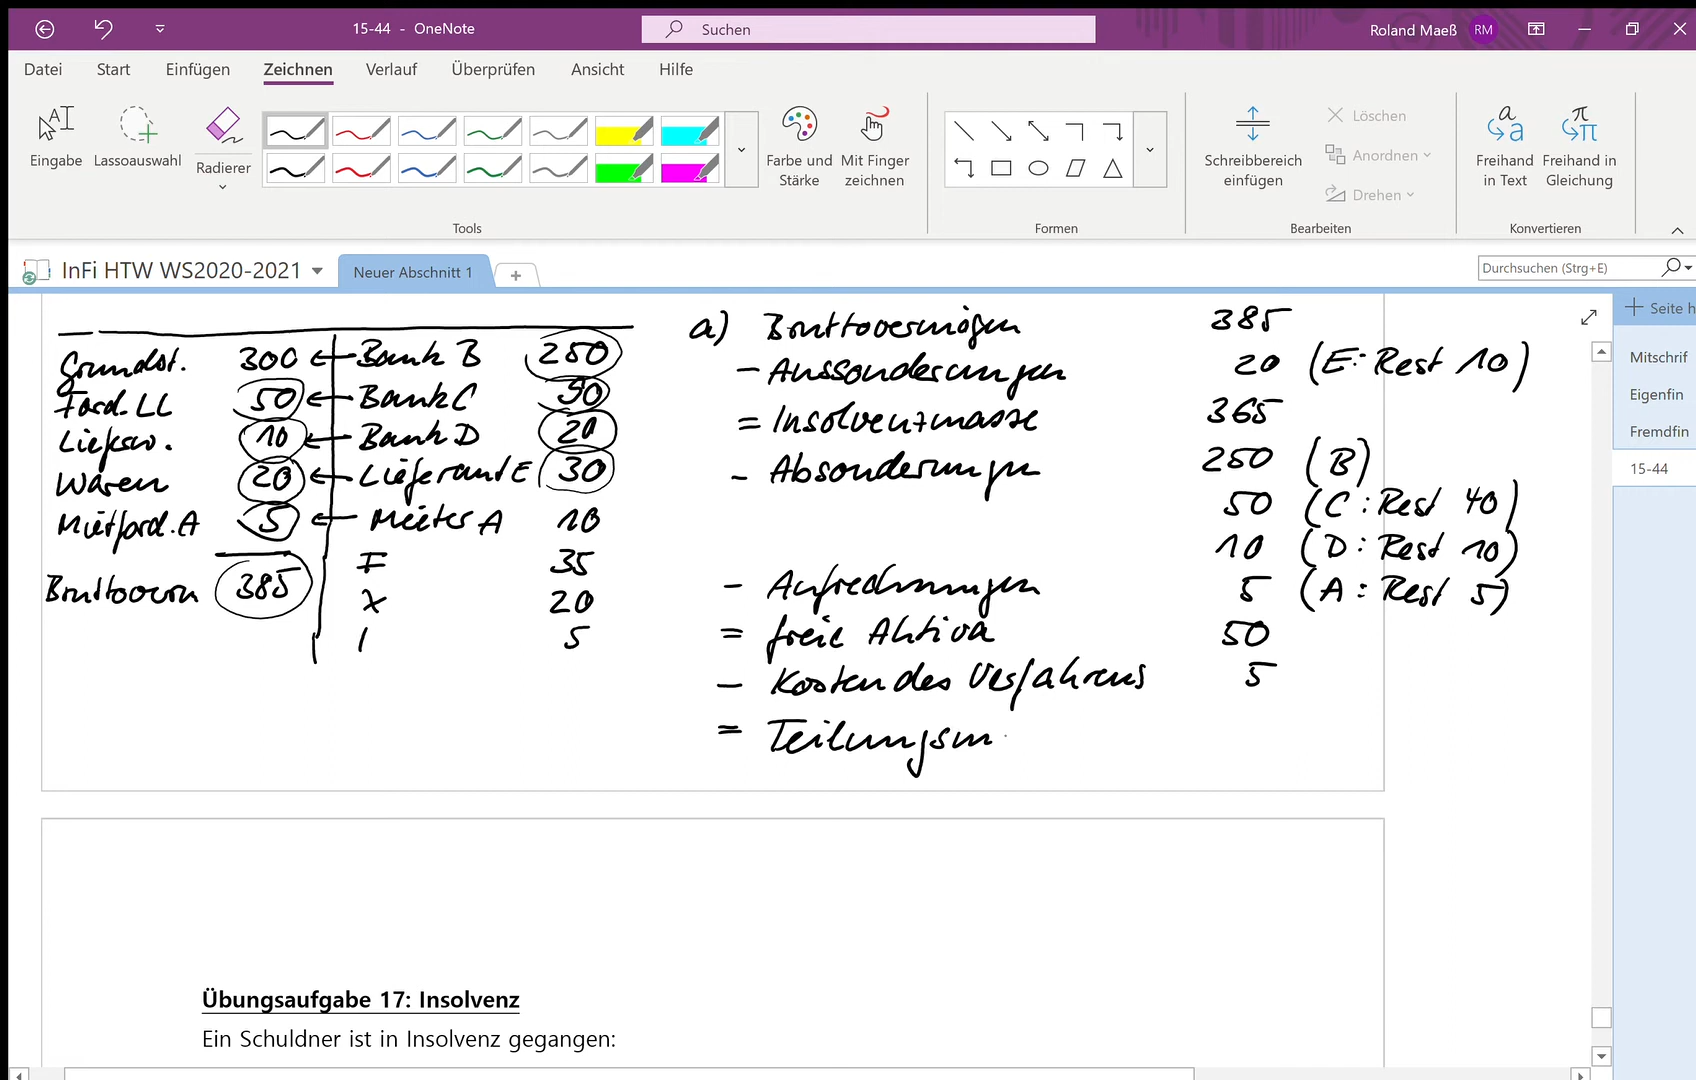 15-44 - OneNote
Suchen
Roland Maeß RM
Datei Start Einfügen Zeichnen Verlauf Überprüfen Ansicht Hilfe
Eingabe
Lassoauswahl
Radierer
Farbe und Stärke
Mit Finger zeichnen
Schreibbereich einfügen
Löschen
Anordnen
Drehen
Freihand in Text
Freihand in Gleichung
Tools
Formen
Bearbeiten
Konvertieren
InFi HTW WS2020-2021
Neuer Abschnitt 1
+
Durchsuchen (Strg+E)
Seite h
Mitschrif
Eigenfin
Fremdfin
15-44
Grundst. 300 ← Bank B 250
Ford. LL 50 ← Bank C 90
Liefsw. 10 ← Bank D 20
Waren 20 ← Lieferant E 30
Mietford. A 5 ← Mieter A 10
F 35
Bruttoverm 385 X 20
1 5
a) Bruttovermögen 385
- Aussonderungen 20 (E: Rest 10)
= Insolvenzmasse 365
- Absonderungen 250 (B)
50 (C: Rest 40)
10 (D: Rest 10)
- Aufrechnungen 5 (A: Rest 5)
= freie Aktiva 50
- Kosten des Verfahrens 5
= Teilungsm
Übungsaufgabe 17: Insolvenz
Ein Schuldner ist in Insolvenz gegangen: